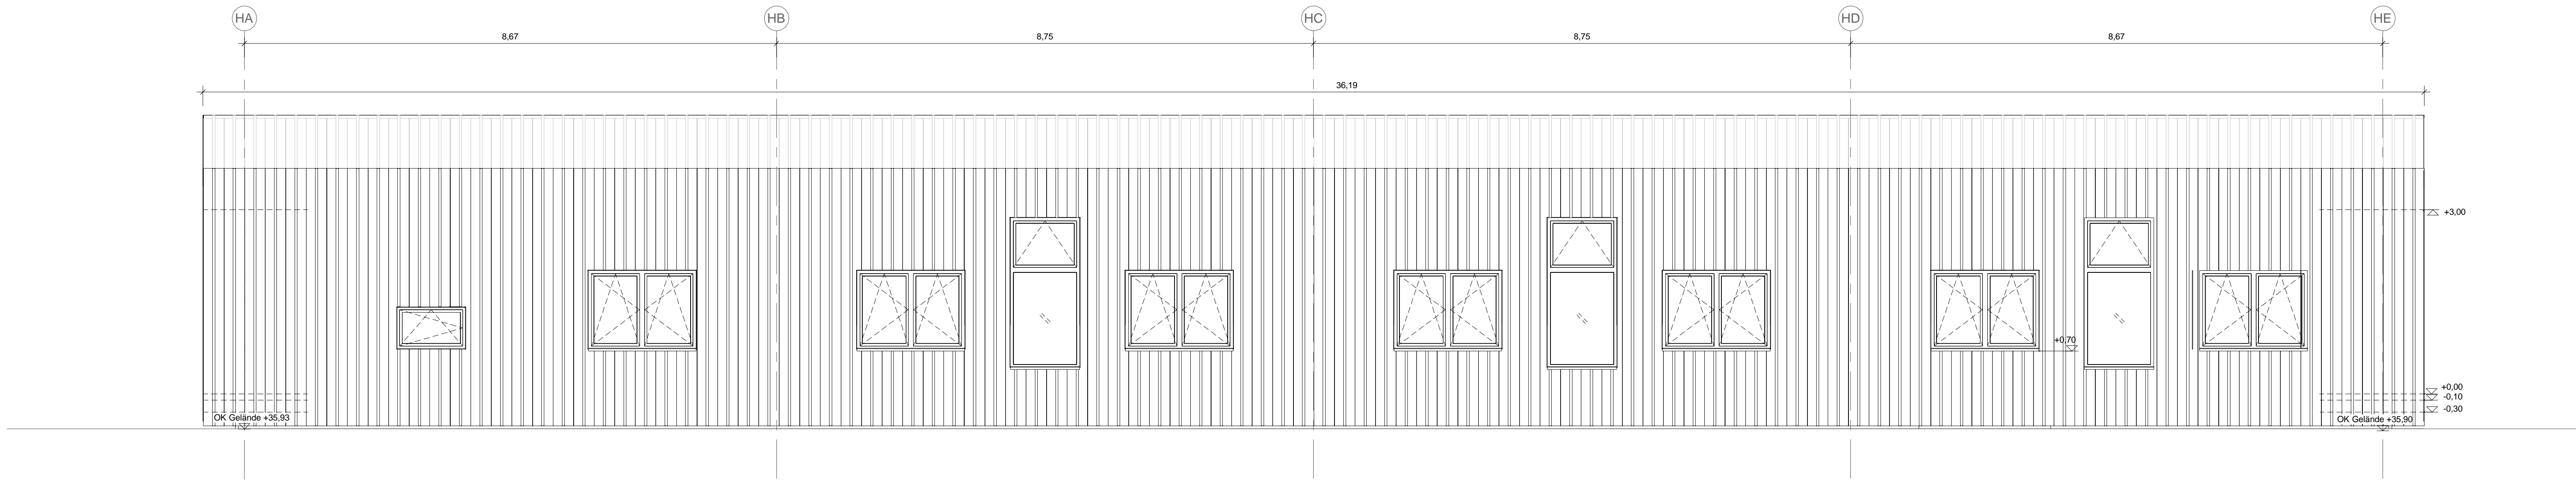 HA HB HC HD HE
8,67 8,75 8,75 8,67
36,19
+3,00
+0,70
+0,00
-0,10
-0,30
OK Gelände +35,93
OK Gelände +35,90